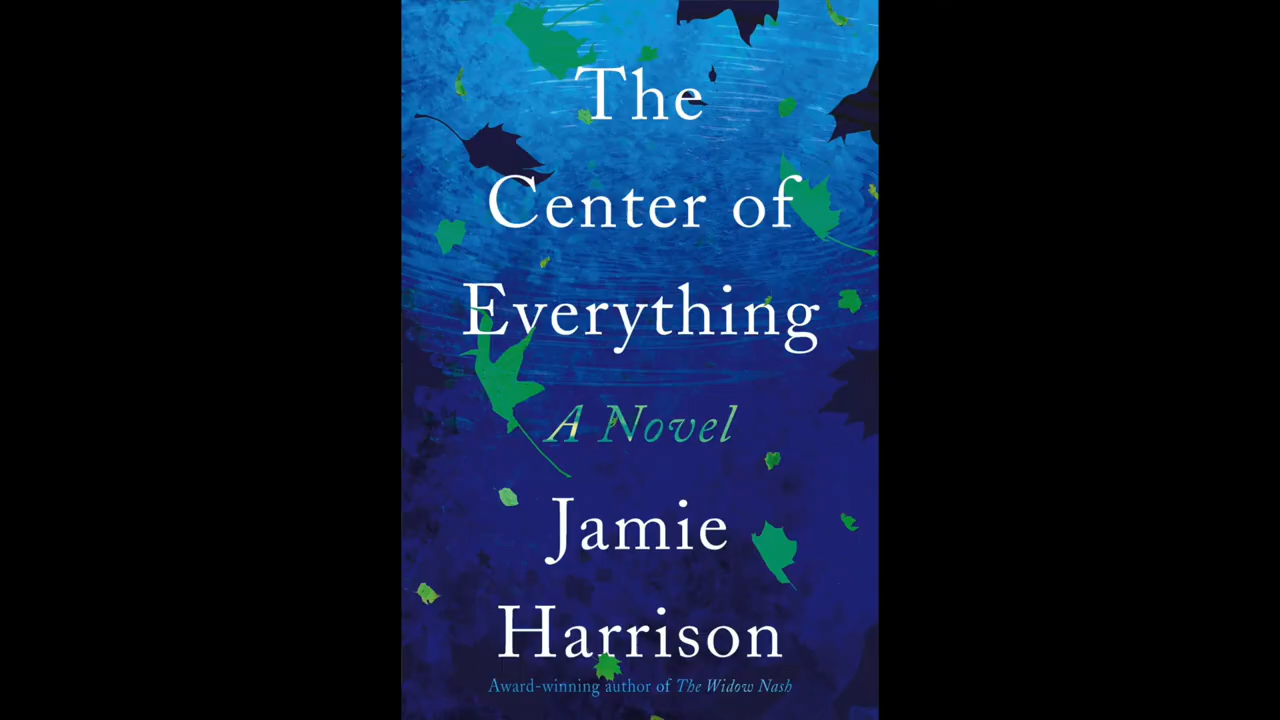 The
Center of
Everything
A Novel
Jamie
Harrison
Award-winning author of The Widow Nash